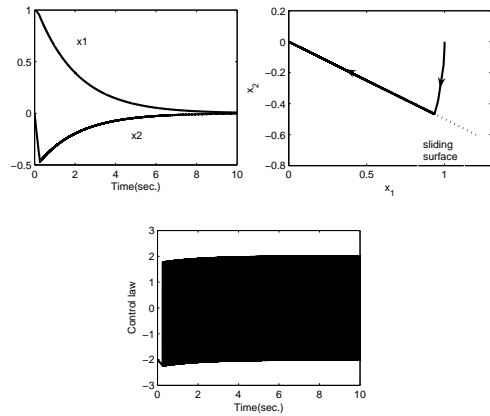 1
0.5
0
-0.5
x1
x2
0 2 4 6 8 10
Time(sec.)
0.2
0
-0.2
-0.4
-0.6
-0.8
x_2
sliding
surface
0 0.5 1
x_1
3
2
1
0
-1
-2
-3
Control law
0 2 4 6 8 10
Time(sec.)